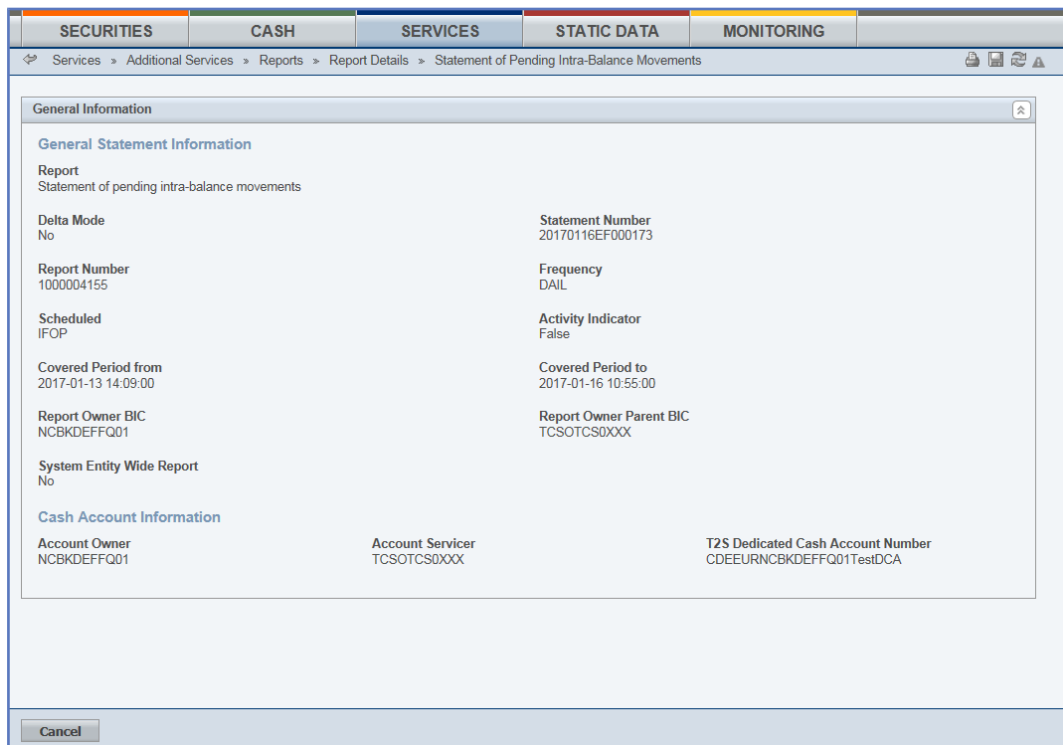 SECURITIES CASH SERVICES STATIC DATA MONITORING
Services » Additional Services » Reports » Report Details » Statement of Pending Intra-Balance Movements
General Information
General Statement Information
Report
Statement of pending intra-balance movements
Delta Mode Statement Number
No 20170116EF000173
Report Number Frequency
1000004155 DAIL
Scheduled Activity Indicator
IFOP False
Covered Period from Covered Period to
2017-01-13 14:09:00 2017-01-16 10:55:00
Report Owner BIC Report Owner Parent BIC
NCBKDEFFQ01 TCSOTCS0XXX
System Entity Wide Report
No
Cash Account Information
Account Owner Account Servicer T2S Dedicated Cash Account Number
NCBKDEFFQ01 TCSOTCS0XXX CDEEURNCBKDEFFQ01TestDCA
Cancel